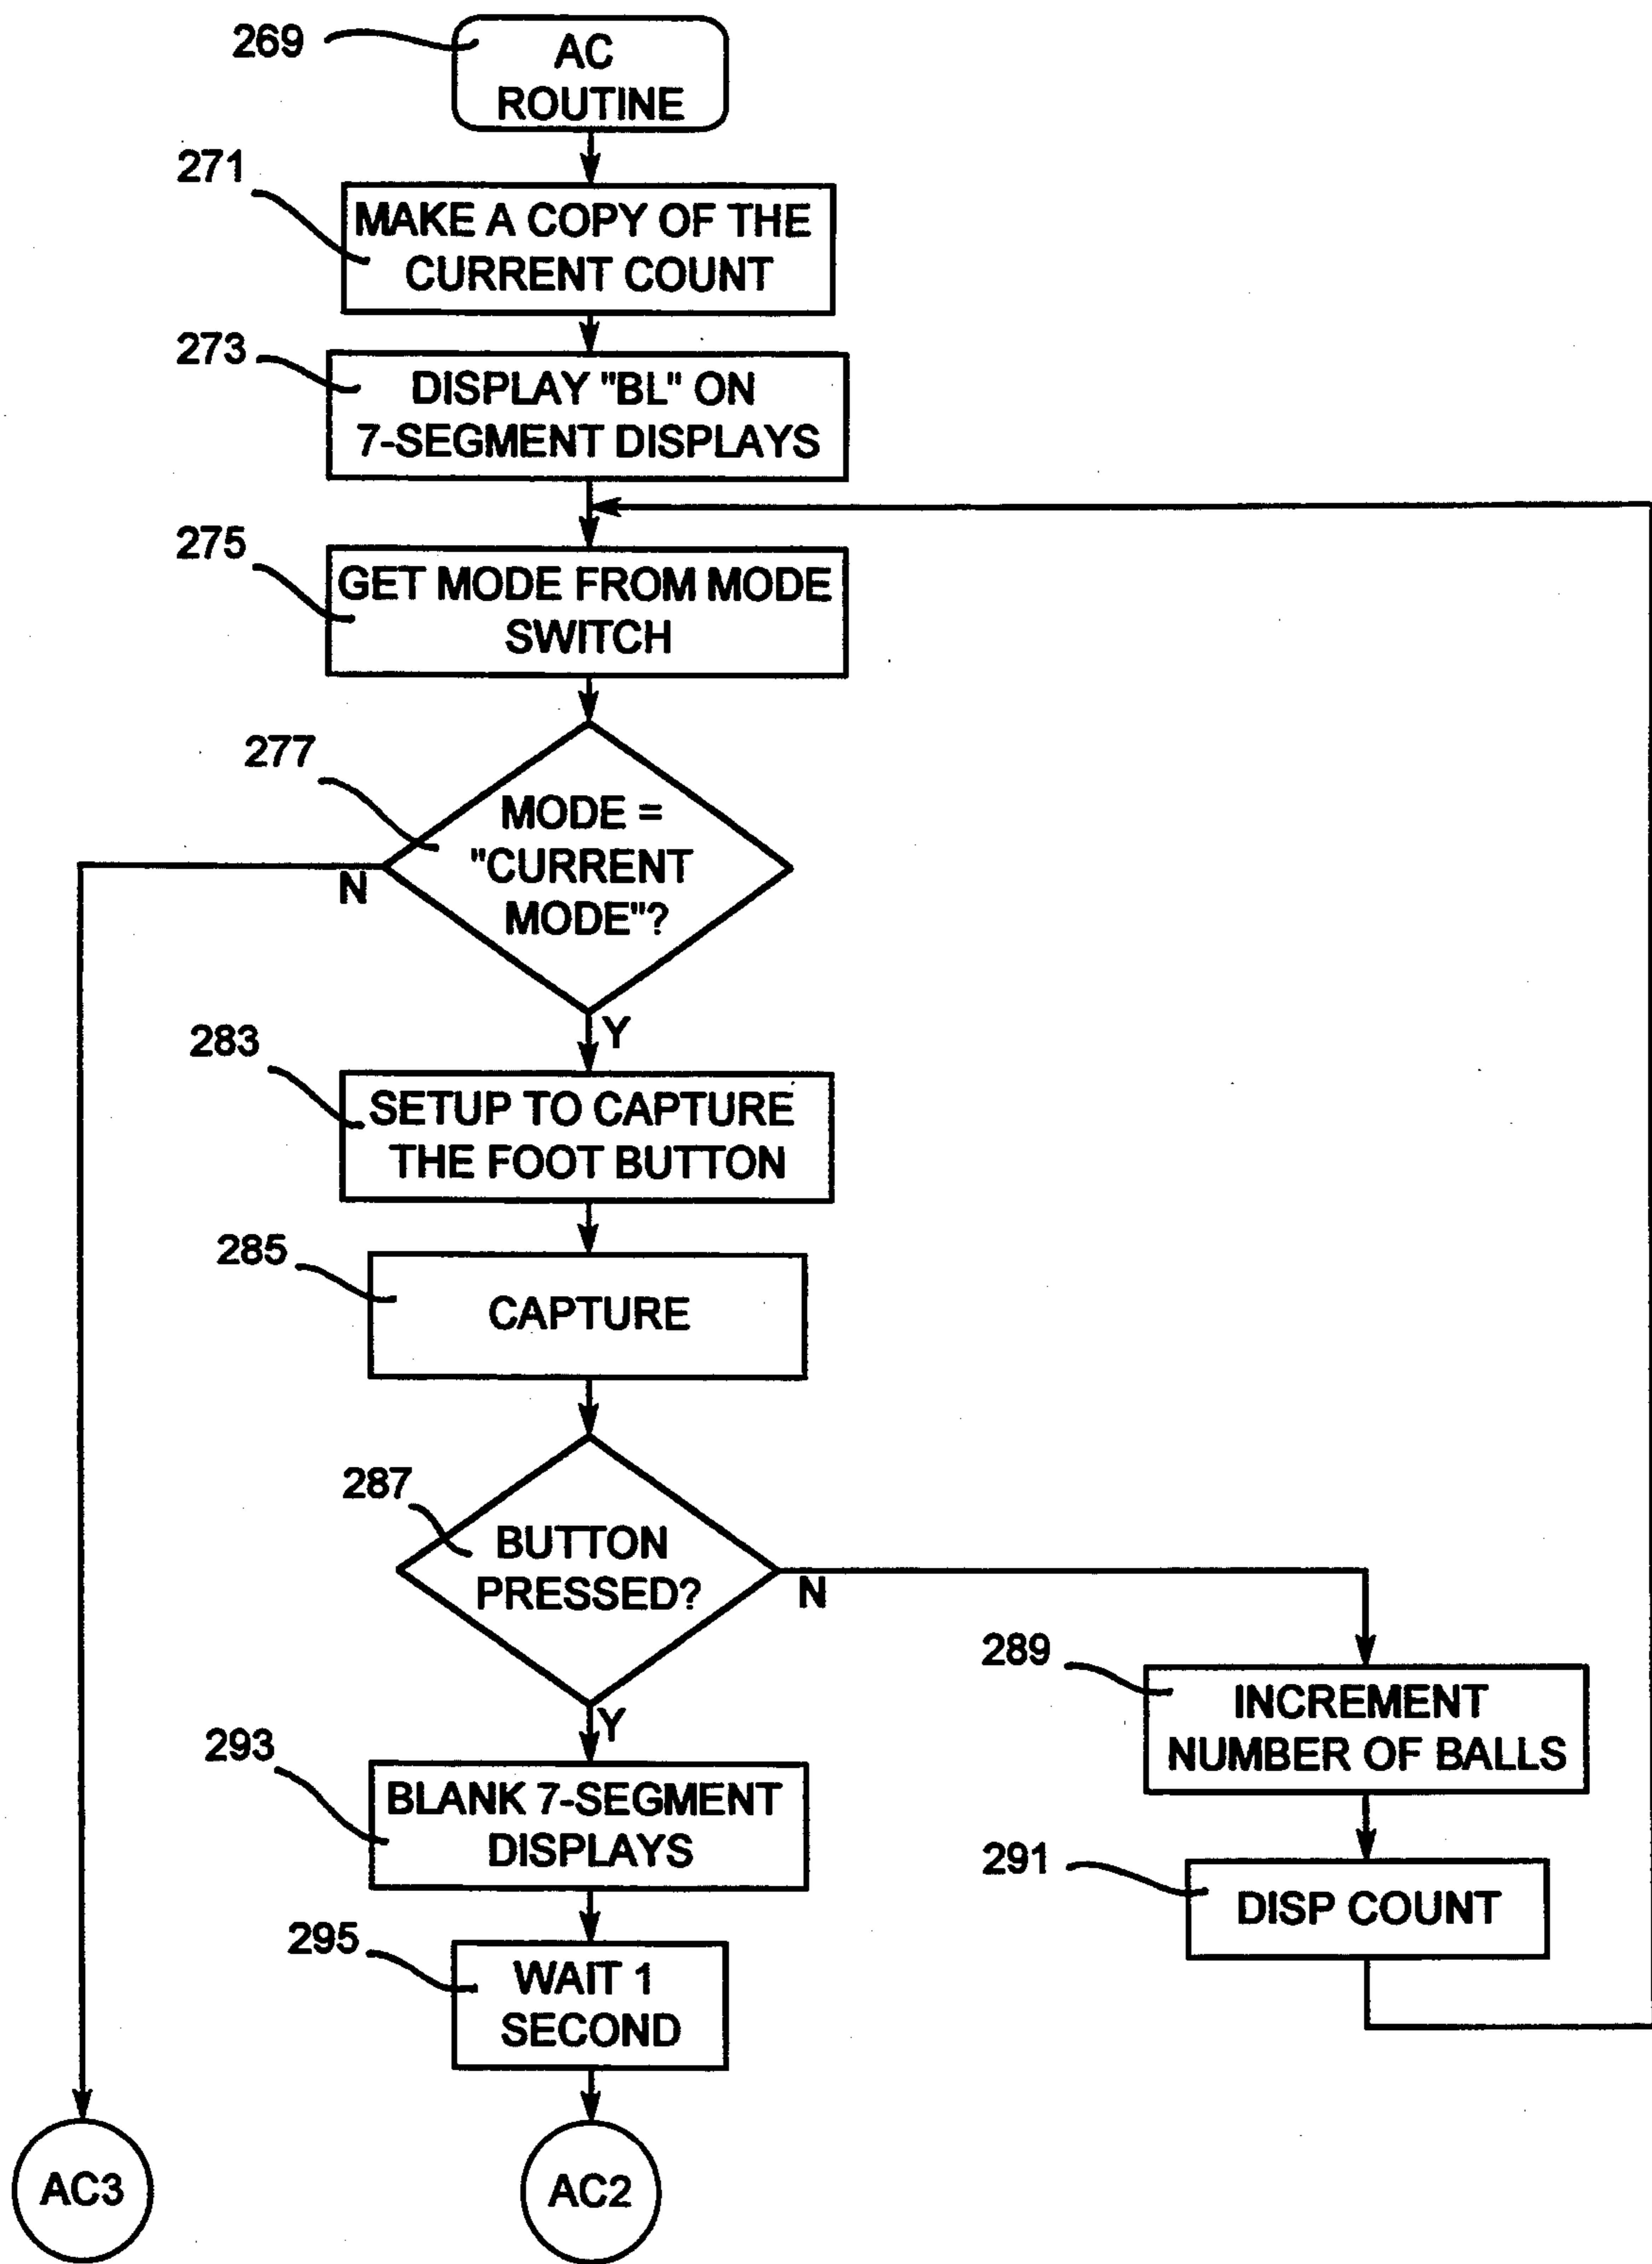 269
AC
ROUTINE
271
MAKE A COPY OF THE
CURRENT COUNT
273
DISPLAY "BL" ON
7-SEGMENT DISPLAYS
275
GET MODE FROM MODE
SWITCH
277
MODE =
"CURRENT
MODE"?
N
Y
283
SETUP TO CAPTURE
THE FOOT BUTTON
285
CAPTURE
287
BUTTON
PRESSED?
N
Y
289
INCREMENT
NUMBER OF BALLS
293
BLANK 7-SEGMENT
DISPLAYS
291
DISP COUNT
295
WAIT 1
SECOND
AC3
AC2